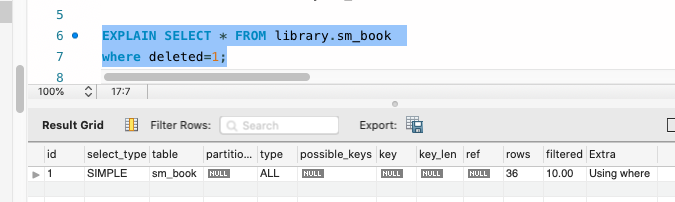 5
6 EXPLAIN SELECT * FROM library.sm_book
7 where deleted=1;
8
100% 17:7
Result Grid Filter Rows: Search Export:
id select_type table partitio... type possible_keys key key_len ref rows filtered Extra
1 SIMPLE sm_book NULL ALL NULL NULL NULL NULL 36 10.00 Using where